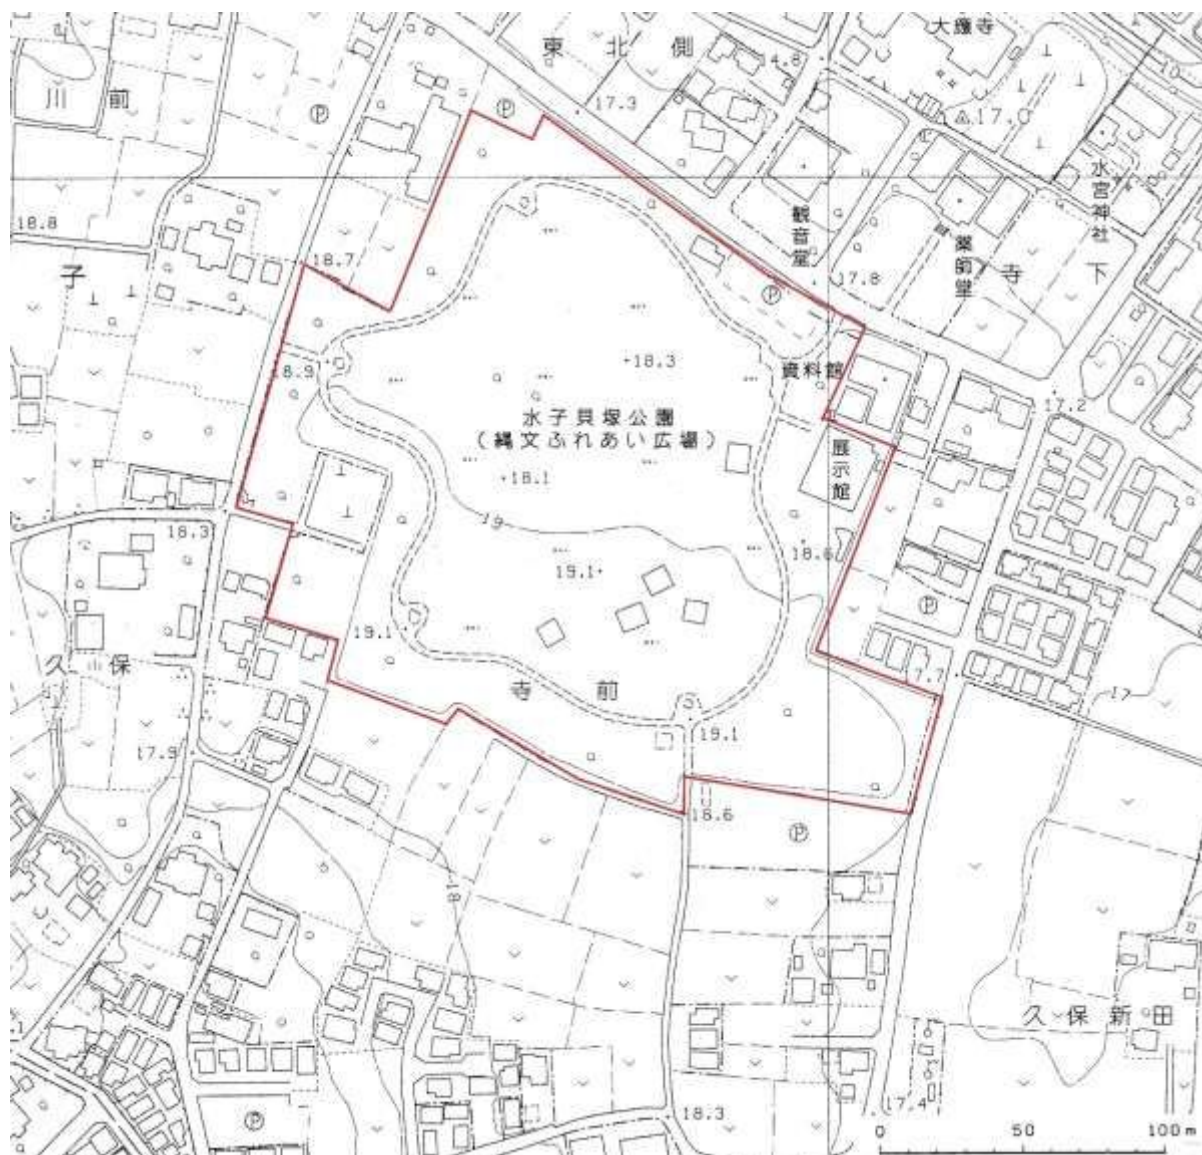 大應寺
東北側
14.8
川前
Ⓟ
Ⓟ
17.3
17.0
水宮神社
18.8
観音堂
薬師堂
寺下
子
18.7
17.8
Ⓟ
18.3
18.9
資料館
水子貝塚公園
(縄文ふれあい広場)
17.2
展示館
18.1
19
18.3
18.6
19.1
Ⓟ
19.1
久保
寺前
17.7
17
19.1
17.9
18.6
Ⓟ
18
久保新田
17.4
18.3
Ⓟ
0 50 100m